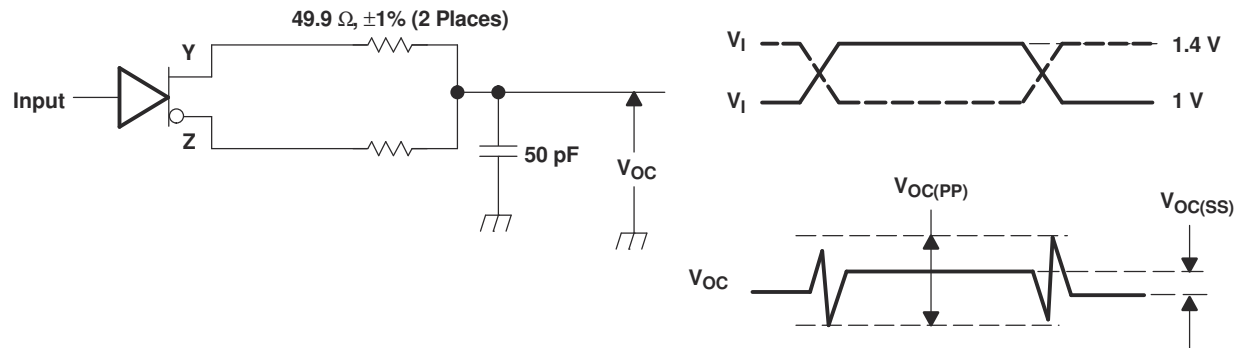 49.9 Ω, ±1% (2 Places)
Y
Input
Z
50 pF
VOC
VI
1.4 V
VI
1 V
VOC(PP)
VOC(SS)
VOC